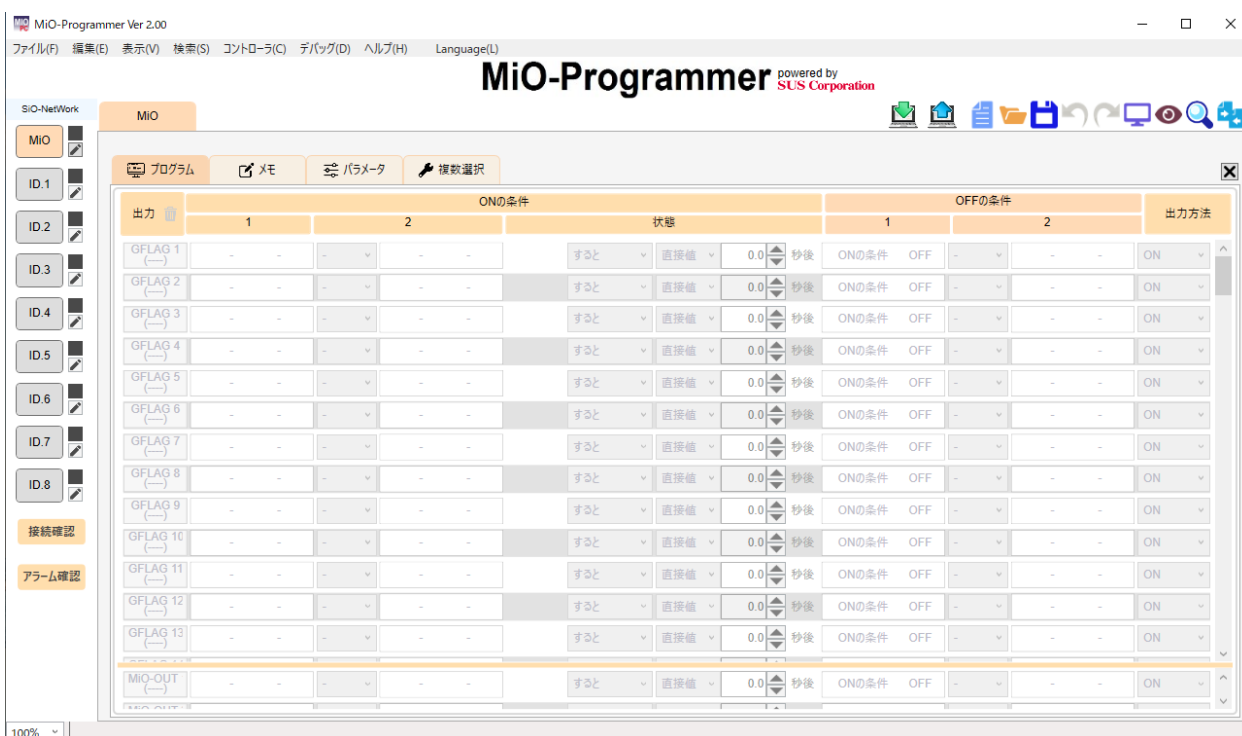 MiO-Programmer Ver 2.00
ファイル(F) 編集(E) 表示(V) 検索(S) コントローラ(C) デバッグ(D) ヘルプ(H) Language(L)
MiO-Programmer powered by SUS Corporation
SiO-NetWork
MiO
MiO
ID.1
ID.2
ID.3
ID.4
ID.5
ID.6
ID.7
ID.8
接続確認
アラーム確認
プログラム メモ パラメータ 複数選択
出力 ONの条件 OFFの条件 出力方法
1 2 状態 1 2
GFLAG 1 - - - - - すると 直接値 0.0 秒後 ONの条件 OFF - - - ON
(-----)
GFLAG 2 - - - - - すると 直接値 0.0 秒後 ONの条件 OFF - - - ON
(-----)
GFLAG 3 - - - - - すると 直接値 0.0 秒後 ONの条件 OFF - - - ON
(-----)
GFLAG 4 - - - - - すると 直接値 0.0 秒後 ONの条件 OFF - - - ON
(-----)
GFLAG 5 - - - - - すると 直接値 0.0 秒後 ONの条件 OFF - - - ON
(-----)
GFLAG 6 - - - - - すると 直接値 0.0 秒後 ONの条件 OFF - - - ON
(-----)
GFLAG 7 - - - - - すると 直接値 0.0 秒後 ONの条件 OFF - - - ON
(-----)
GFLAG 8 - - - - - すると 直接値 0.0 秒後 ONの条件 OFF - - - ON
(-----)
GFLAG 9 - - - - - すると 直接値 0.0 秒後 ONの条件 OFF - - - ON
(-----)
GFLAG 10 - - - - - すると 直接値 0.0 秒後 ONの条件 OFF - - - ON
(-----)
GFLAG 11 - - - - - すると 直接値 0.0 秒後 ONの条件 OFF - - - ON
(-----)
GFLAG 12 - - - - - すると 直接値 0.0 秒後 ONの条件 OFF - - - ON
(-----)
GFLAG 13 - - - - - すると 直接値 0.0 秒後 ONの条件 OFF - - - ON
(-----)
MiO-OUT - - - - - すると 直接値 0.0 秒後 ONの条件 OFF - - - ON
(-----)
100%